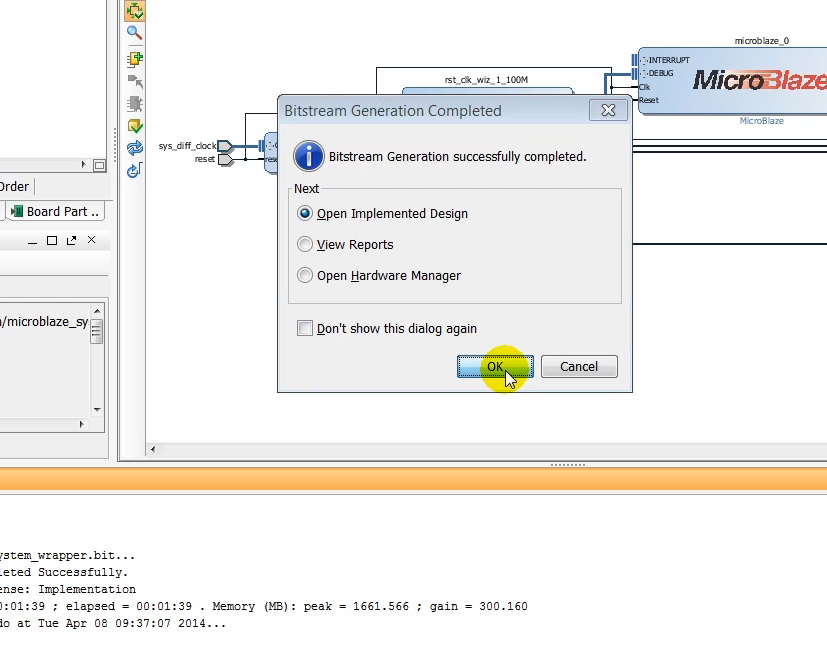 microblaze_0
INTERRUPT
DEBUG
Clk
Reset
MicroBlaze
MicroBlaze
rst_clk_wiz_1_100M
sys_diff_clock
reset
Order
Board Part ..
/microblaze_sy
Bitstream Generation Completed
Bitstream Generation successfully completed.
Next
Open Implemented Design
View Reports
Open Hardware Manager
Don't show this dialog again
OK
Cancel
ystem_wrapper.bit...
leted Successfully.
ense: Implementation
0:01:39 ; elapsed = 00:01:39 . Memory (MB): peak = 1661.566 ; gain = 300.160
do at Tue Apr 08 09:37:07 2014...